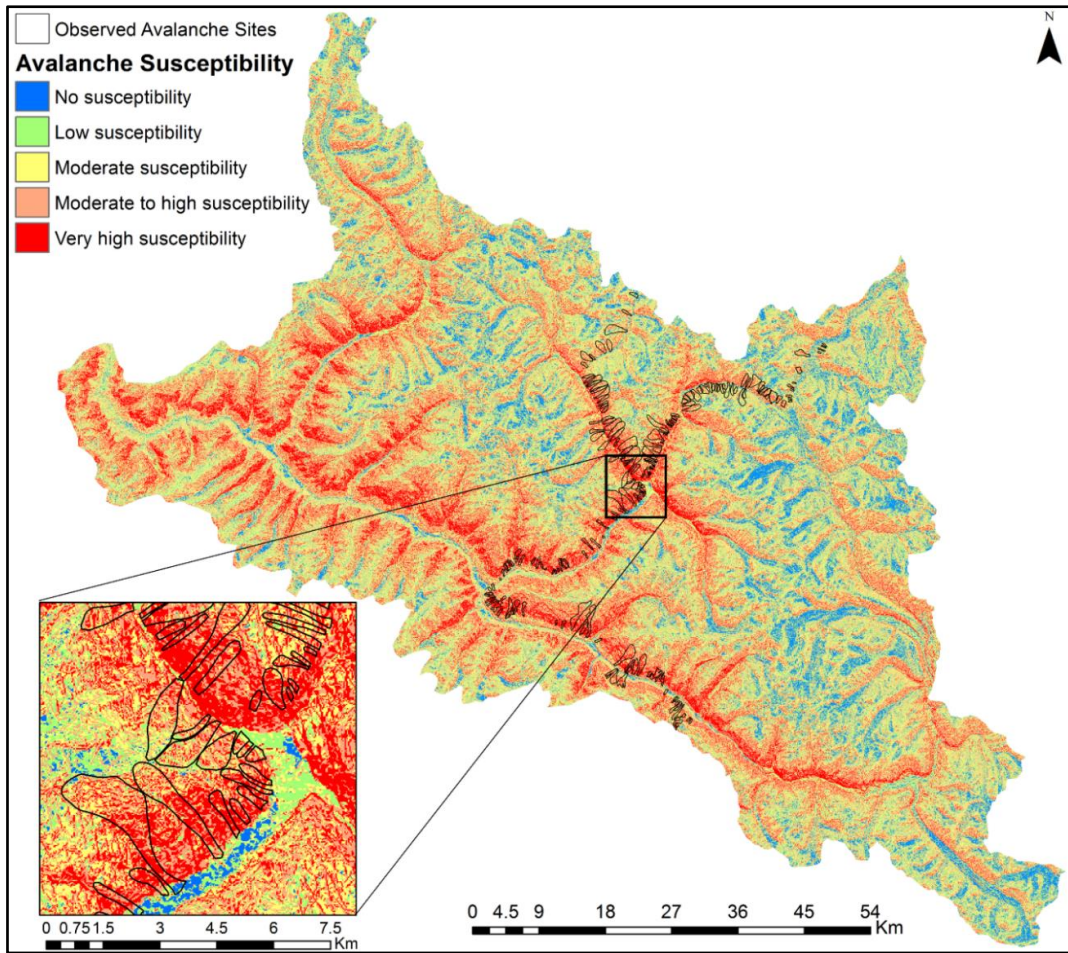 Observed Avalanche Sites
Avalanche Susceptibility
No susceptibility
Low susceptibility
Moderate susceptibility
Moderate to high susceptibility
Very high susceptibility
N
0 0.75 1.5 3 4.5 6 7.5
Km
0 4.5 9 18 27 36 45 54
Km